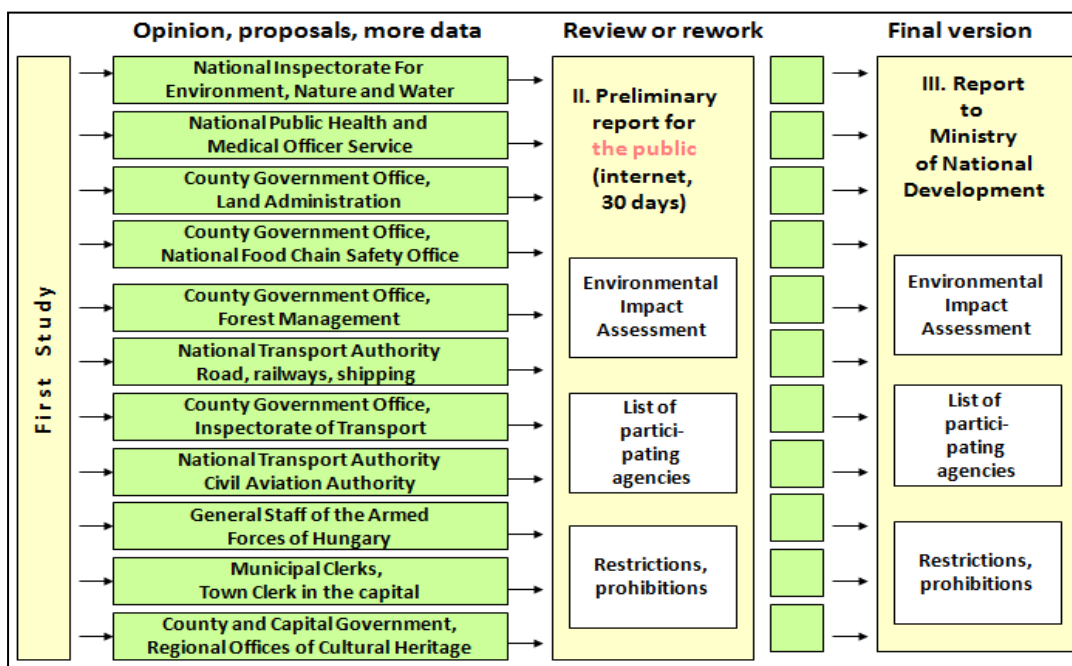 Opinion, proposals, more data
Review or rework
Final version
First Study
National Inspectorate For
Environment, Nature and Water
National Public Health and
Medical Officer Service
County Government Office,
Land Administration
County Government Office,
National Food Chain Safety Office
County Government Office,
Forest Management
National Transport Authority
Road, railways, shipping
County Government Office,
Inspectorate of Transport
National Transport Authority
Civil Aviation Authority
General Staff of the Armed
Forces of Hungary
Municipal Clerks,
Town Clerk in the capital
County and Capital Government,
Regional Offices of Cultural Heritage
II. Preliminary
report for
the public
(internet,
30 days)
Environmental
Impact
Assessment
List of
partici-
pating
agencies
Restrictions,
prohibitions
III. Report
to
Ministry
of National
Development
Environmental
Impact
Assessment
List of
partici-
pating
agencies
Restrictions,
prohibitions